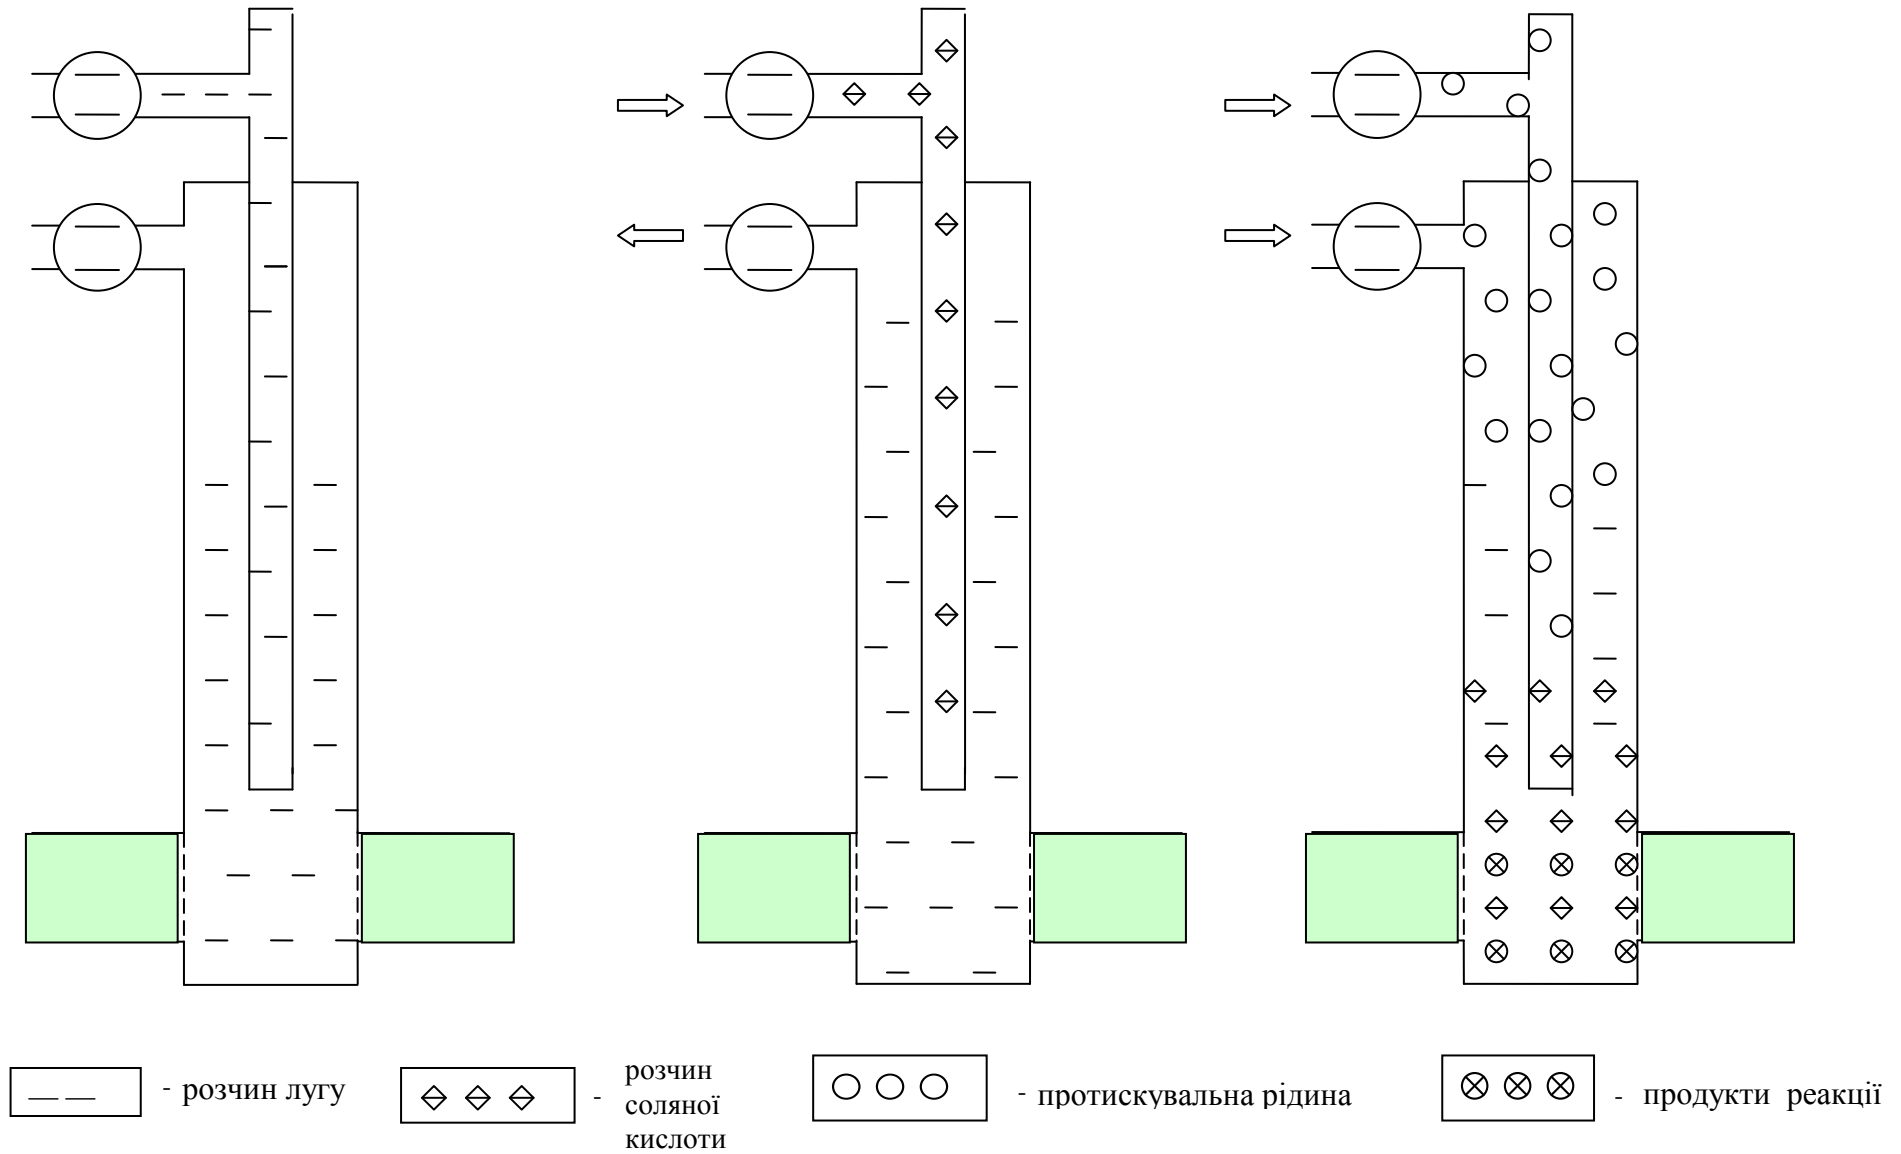 - розчин лугу
- розчин
соляної
кислоти
- протискувальна рідина
- продукти реакції